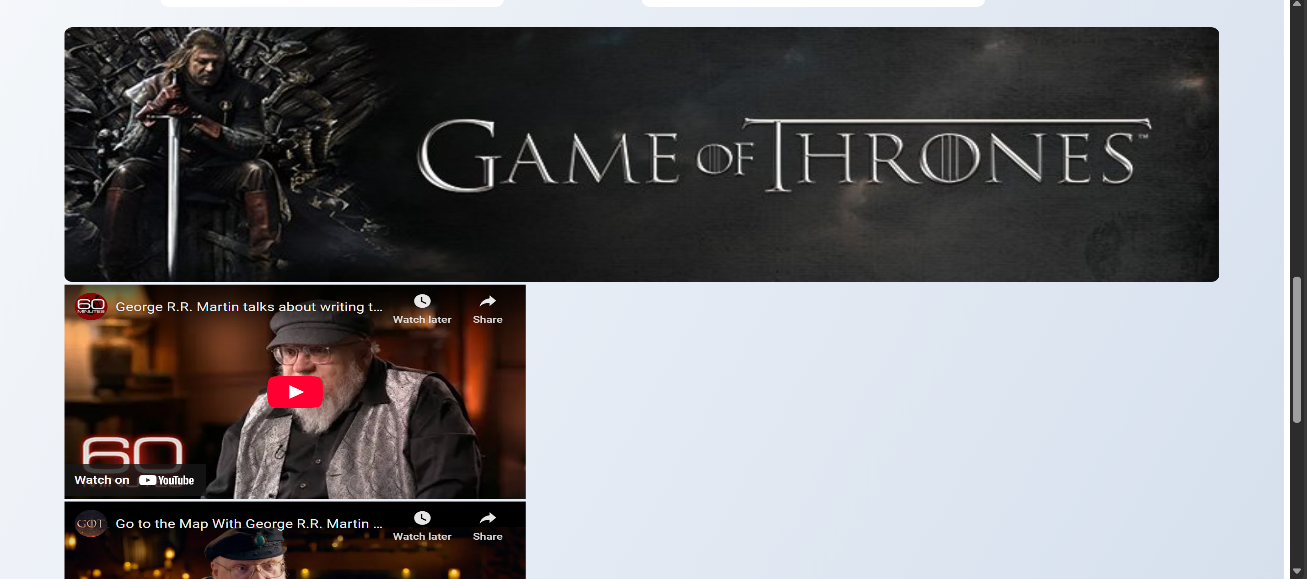 GAME OF THRONES™
60 MINUTES
George R.R. Martin talks about writing t...
Watch later
Share
60
Watch on YouTube
GOT
Go to the Map With George R.R. Martin ...
Watch later
Share